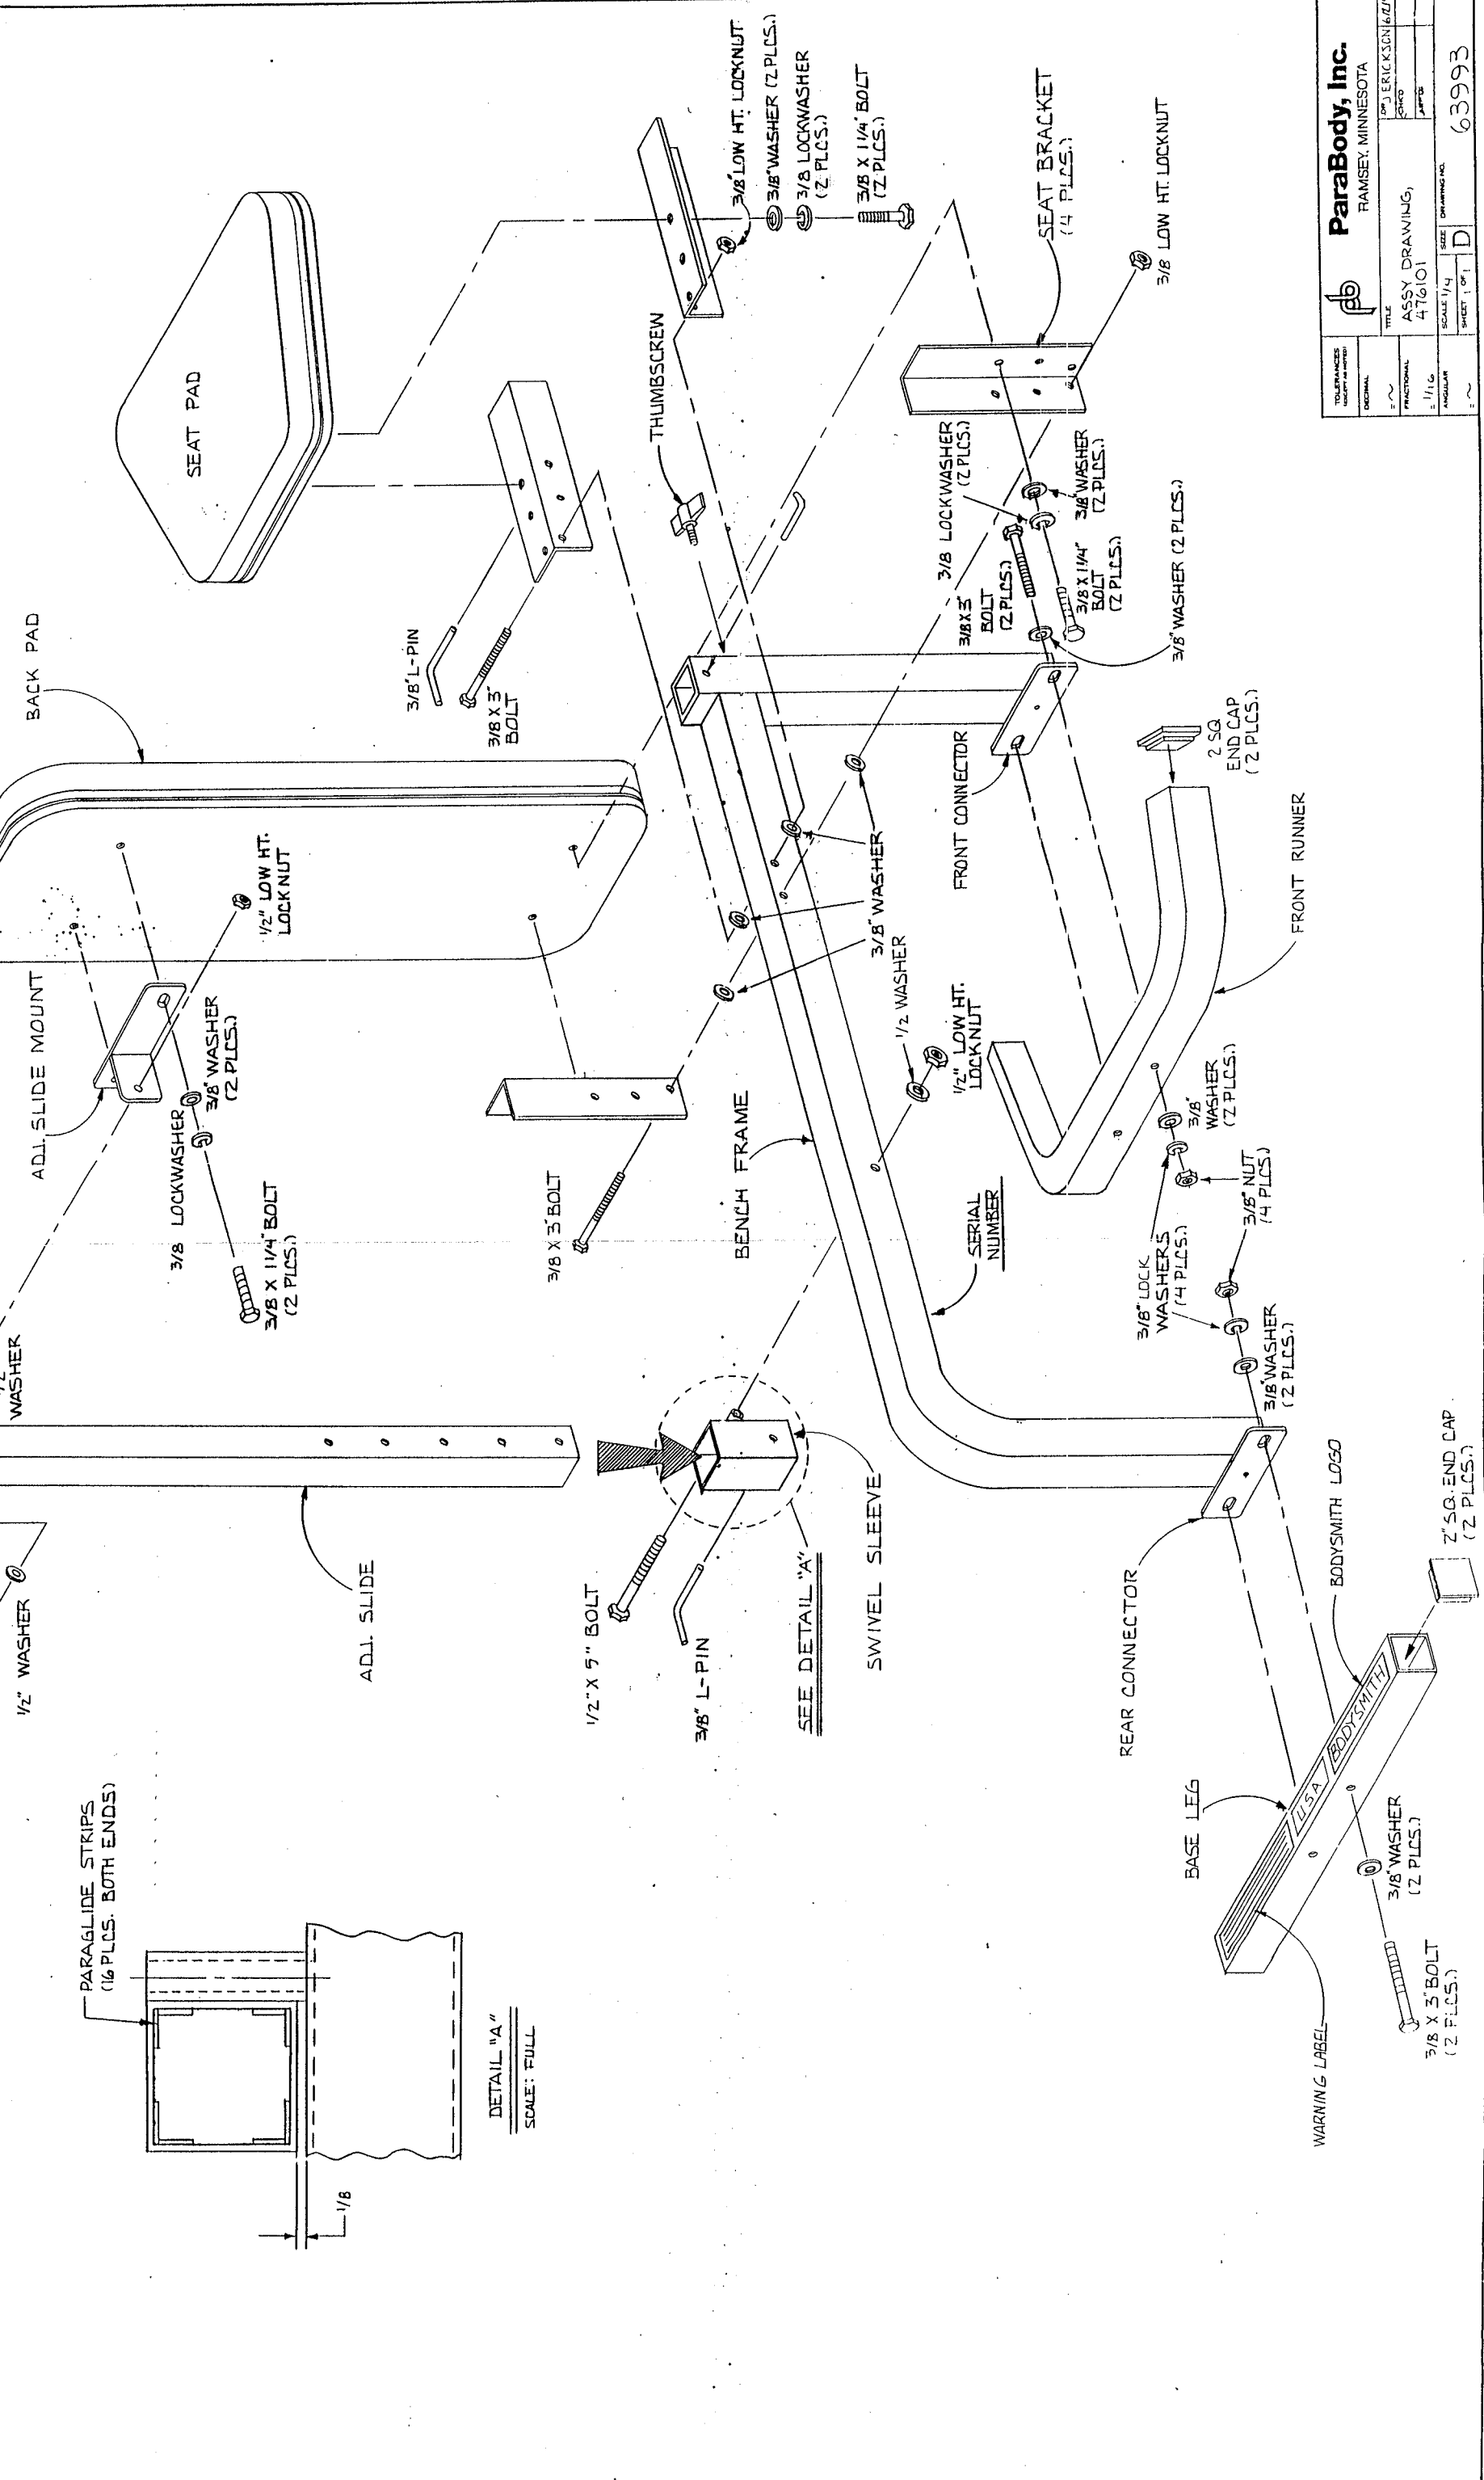 BACK PAD
SEAT PAD
ADJ. SLIDE MOUNT
1/2" LOW HT.
LOCKNUT
3/8 LOCKWASHER
3/8" WASHER
(2 PLCS.)
3/8 X 1 1/4" BOLT
(2 PLCS.)
WASHER
1/2" WASHER
ADJ. SLIDE
PARAGLIDE STRIPS
(16 PLCS. BOTH ENDS)
1/8
DETAIL "A"
SCALE: FULL
3/8" L-PIN
3/8 X 3"
BOLT
THUMBSCREW
3/8" LOW HT. LOCKNUT
3/8" WASHER (2 PLCS.)
3/8 LOCKWASHER
(2 PLCS.)
3/8 X 1 1/4" BOLT
(2 PLCS.)
SEAT BRACKET
(4 PLCS.)
3/8 LOW HT. LOCKNUT
3/8 LOCKWASHER
(2 PLCS.)
3/8 X 3"
BOLT
(2 PLCS.)
3/8" WASHER
(2 PLCS.)
3/8 X 1 1/4"
BOLT
(2 PLCS.)
3/8" WASHER (2 PLCS.)
3/8 X 3" BOLT
BENCH FRAME
3/8" WASHER
1/2 WASHER
1/2" LOW HT.
LOCKNUT
FRONT CONNECTOR
2 SQ
END CAP
(2 PLCS.)
FRONT RUNNER
SERIAL
NUMBER
3/8"
WASHER
(2 PLCS.)
3/8" NUT
(4 PLCS.)
3/8" LOCK
WASHERS
(4 PLCS.)
3/8" WASHER
(2 PLCS.)
1/2" X 5" BOLT
3/8" L-PIN
SEE DETAIL "A"
SWIVEL SLEEVE
REAR CONNECTOR
BODYSMITH LOGO
2" SQ. END CAP
(2 PLCS.)
BASE LEG
U.S.A
BODYSMITH
3/8" WASHER
(2 PLCS.)
3/8 X 3" BOLT
(2 PLCS.)
WARNING LABEL
TOLERANCES
EXCEPT AS NOTED
DECIMAL
± ~
FRACTIONAL
± 1/16
ANGULAR
± ~
pb
ParaBody, Inc.
RAMSEY, MINNESOTA
TITLE
ASSY DRAWING,
476101
J ERICKSON
CHK'D
APP'D
SCALE 1/4
SHEET 1 OF 1
SIZE
D
DRAWING NO.
63993